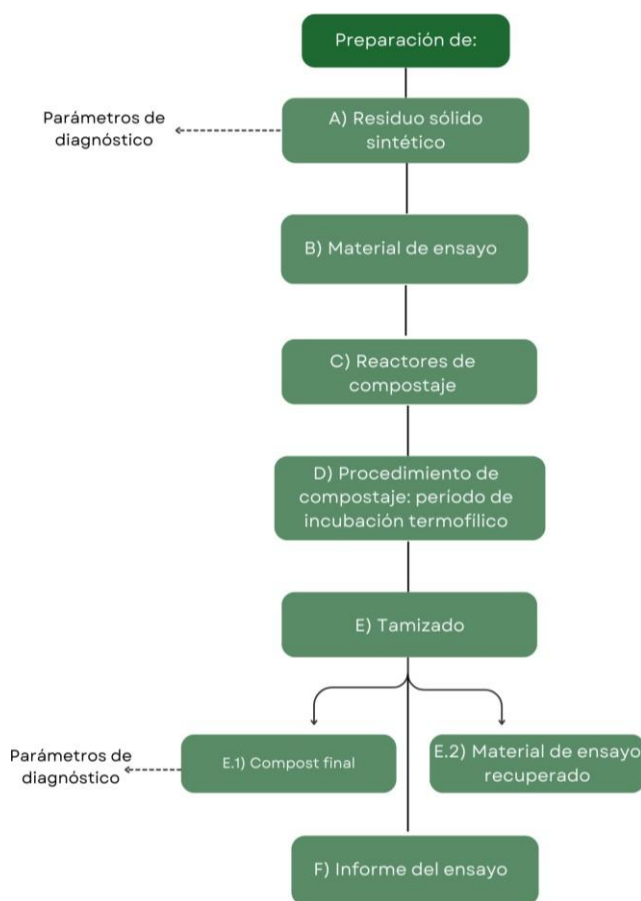 Preparación de:
Parámetros de
diagnóstico
A) Residuo sólido
sintético
B) Material de ensayo
C) Reactores de
compostaje
D) Procedimiento de
compostaje: período de
incubación termofílico
E) Tamizado
Parámetros de
diagnóstico
E.1) Compost final
E.2) Material de ensayo
recuperado
F) Informe del ensayo